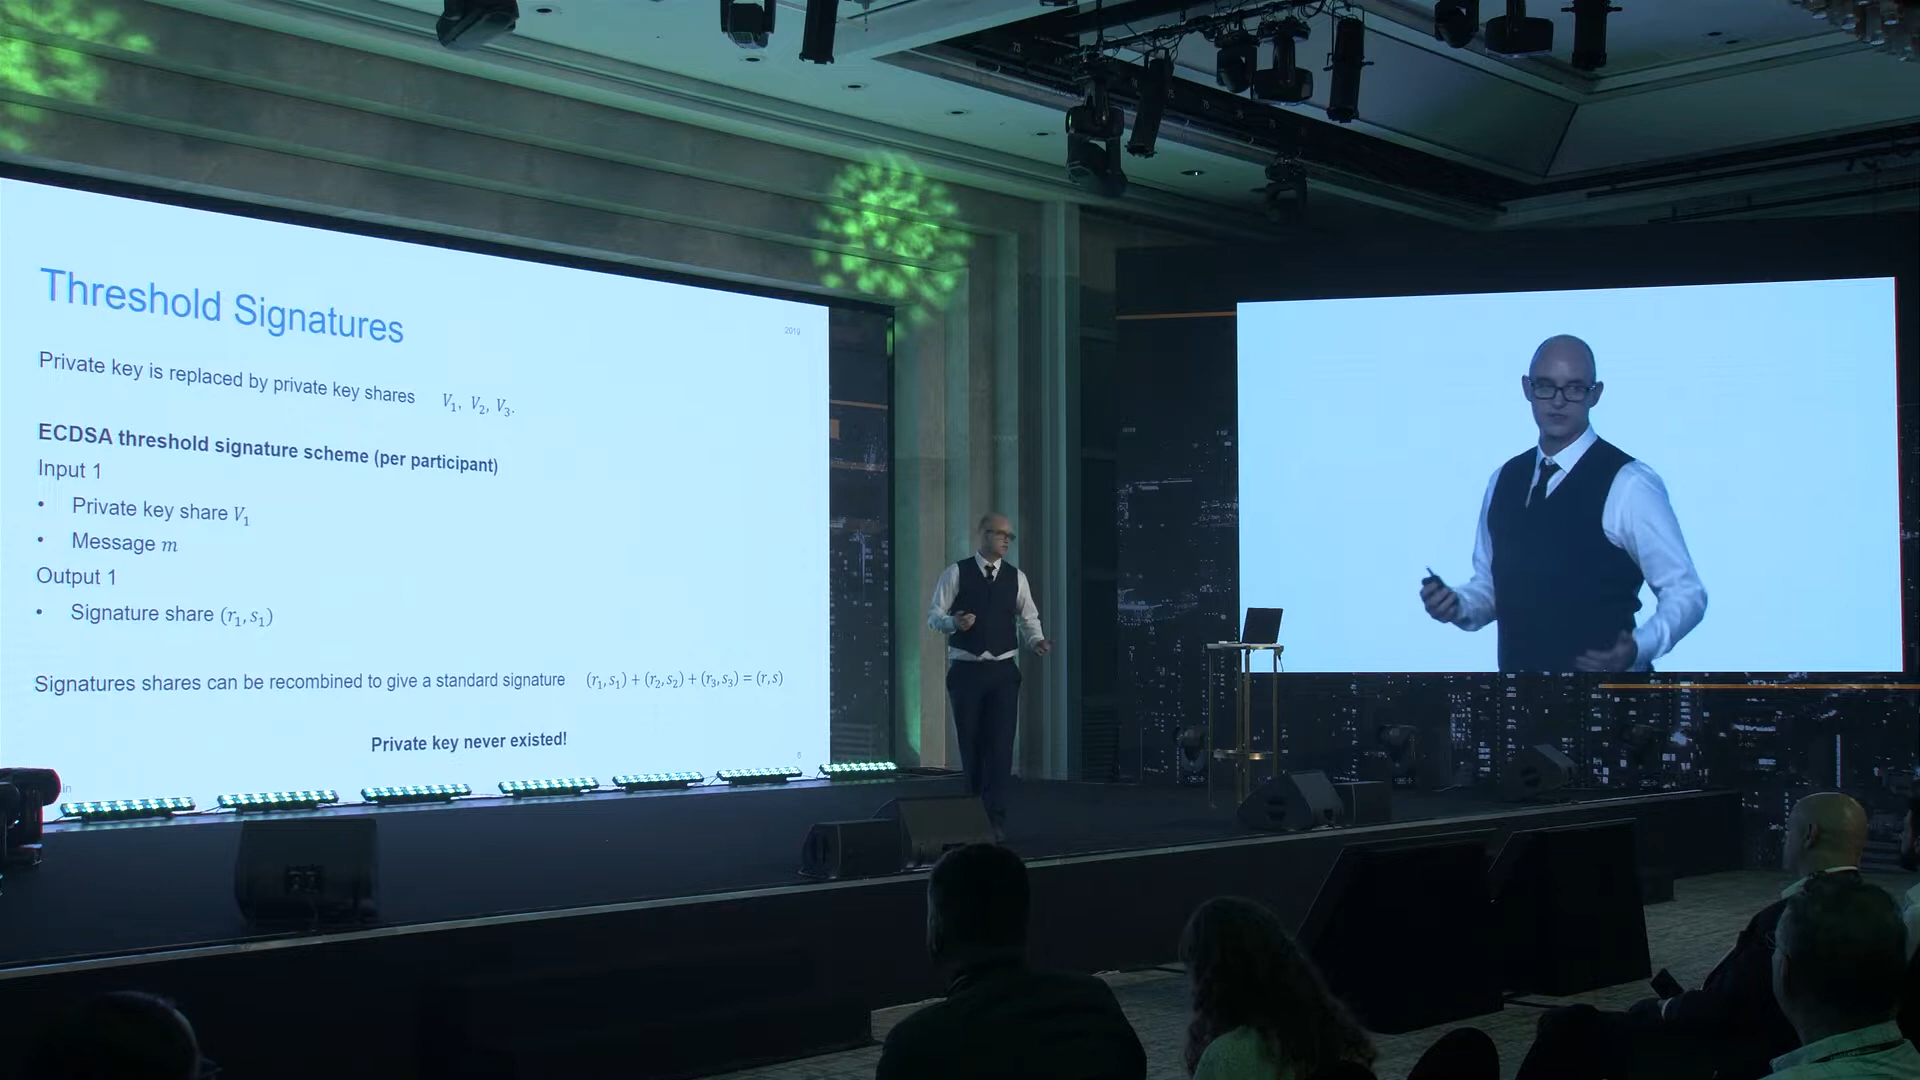 Threshold Signatures
2019
Private key is replaced by private key shares V₁, V₂, V₃.
ECDSA threshold signature scheme (per participant)
Input 1
• Private key share V₁
• Message m
Output 1
• Signature share (r₁, s₁)
Signatures shares can be recombined to give a standard signature (r₁, s₁) + (r₂, s₂) + (r₃, s₃) = (r, s)
Private key never existed!